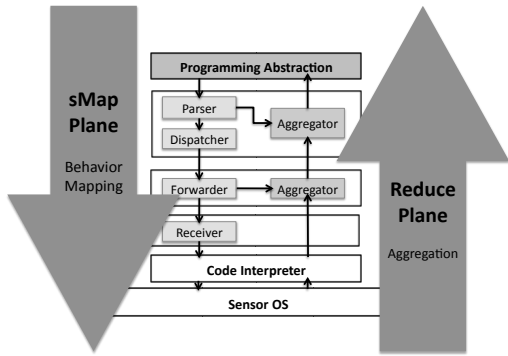 Programming Abstraction
sMap
Plane
Behavior
Mapping
Parser
Aggregator
Dispatcher
Forwarder
Aggregator
Reduce
Plane
Aggregation
Receiver
Code Interpreter
Sensor OS